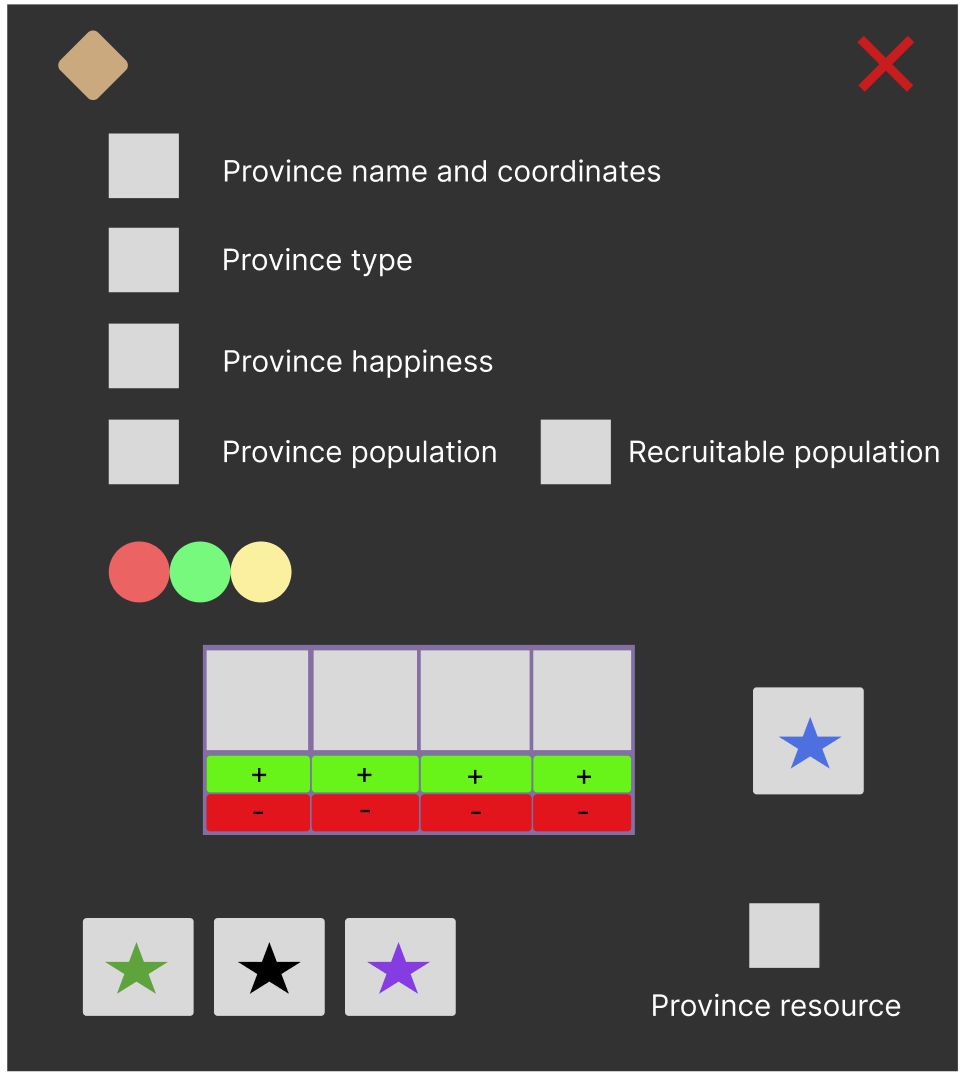 Province name and coordinates
Province type
Province happiness
Province population Recruitable population
+ + + +
- - - -
Province resource